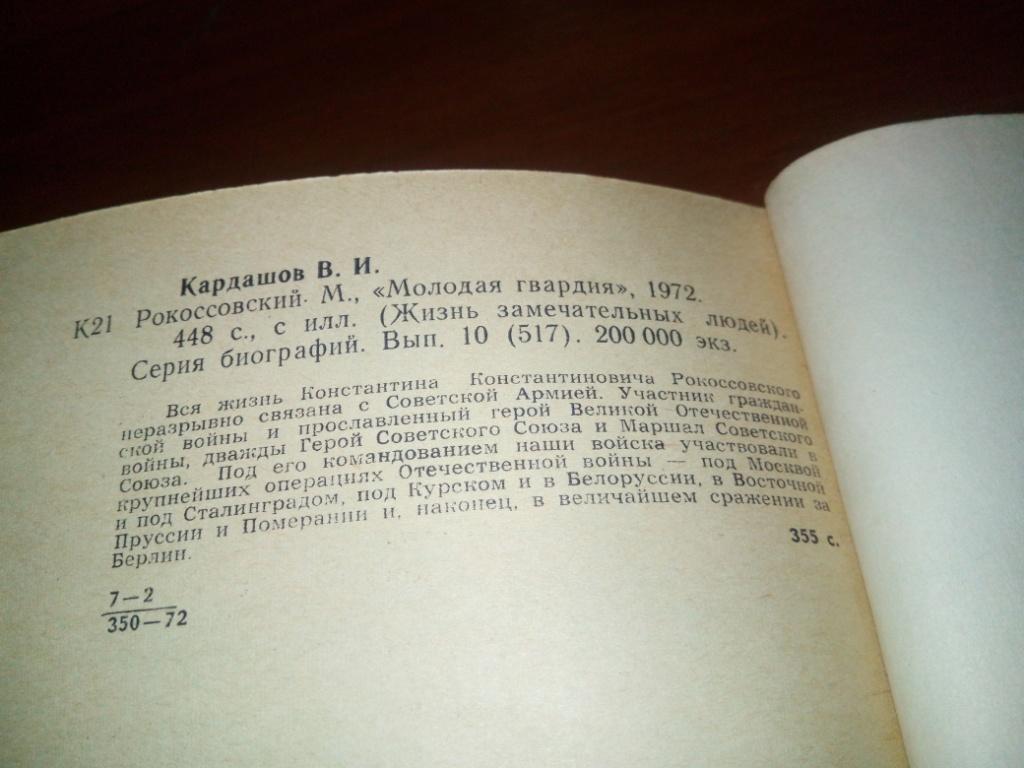 Кардашов В. И.
К21 Рокоссовский. М., «Молодая гвардия», 1972.
448 с., с илл. (Жизнь замечательных людей).
Серия биографий. Вып. 10 (517). 200 000 экз.
Вся жизнь Константина Константиновича Рокоссовского
неразрывно связана с Советской Армией. Участник граждан-
ской войны и прославленный герой Великой Отечественной
войны, дважды Герой Советского Союза и Маршал Советского
Союза. Под его командованием наши войска участвовали в
крупнейших операциях Отечественной войны — под Москвой
и под Сталинградом, под Курском и в Белоруссии, в Восточной
Пруссии и Померании и, наконец, в величайшем сражении за
Берлин.
355 с.
7—2
350—72